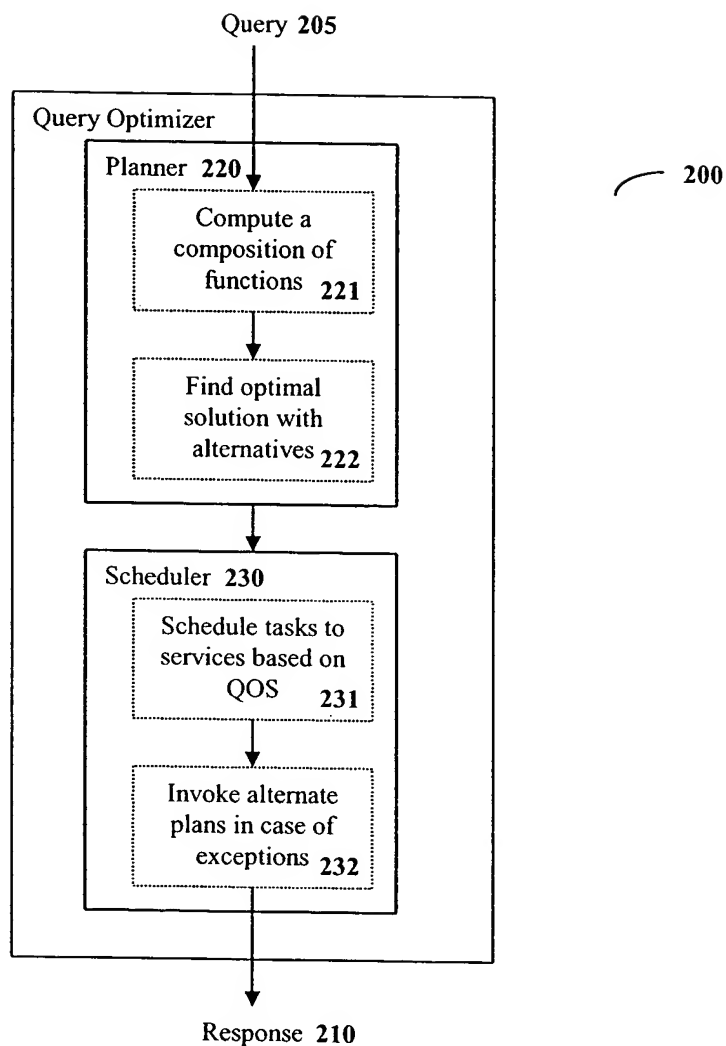 Query 205
Query Optimizer
200
Planner 220
Compute a
composition of
functions 221
Find optimal
solution with
alternatives 222
Scheduler 230
Schedule tasks to
services based on
QOS 231
Invoke alternate
plans in case of
exceptions 232
Response 210